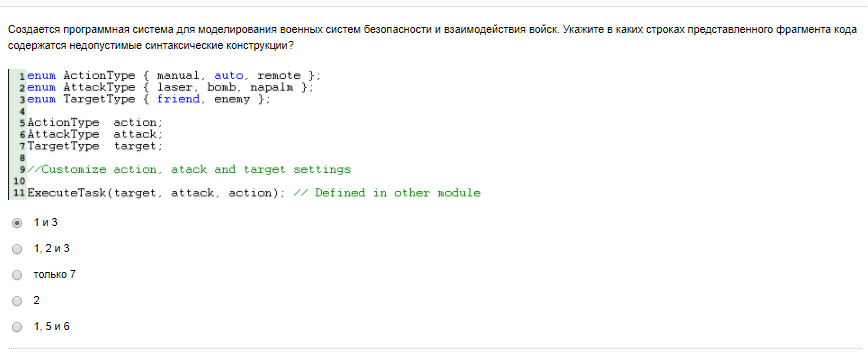 Создается программная система для моделирования военных систем безопасности и взаимодействия войск. Укажите в каких строках представленного фрагмента кода
содержатся недопустимые синтаксические конструкции?
1 enum ActionType { manual, auto, remote };
2 enum AttackType { laser, bomb, napalm };
3 enum TargetType { friend, enemy };
4
5 ActionType action;
6 AttackType attack;
7 TargetType target;
8
9 //Customize action, atack and target settings
10
11 ExecuteTask(target, attack, action); // Defined in other module
1 и 3
1, 2 и 3
только 7
2
1, 5 и 6